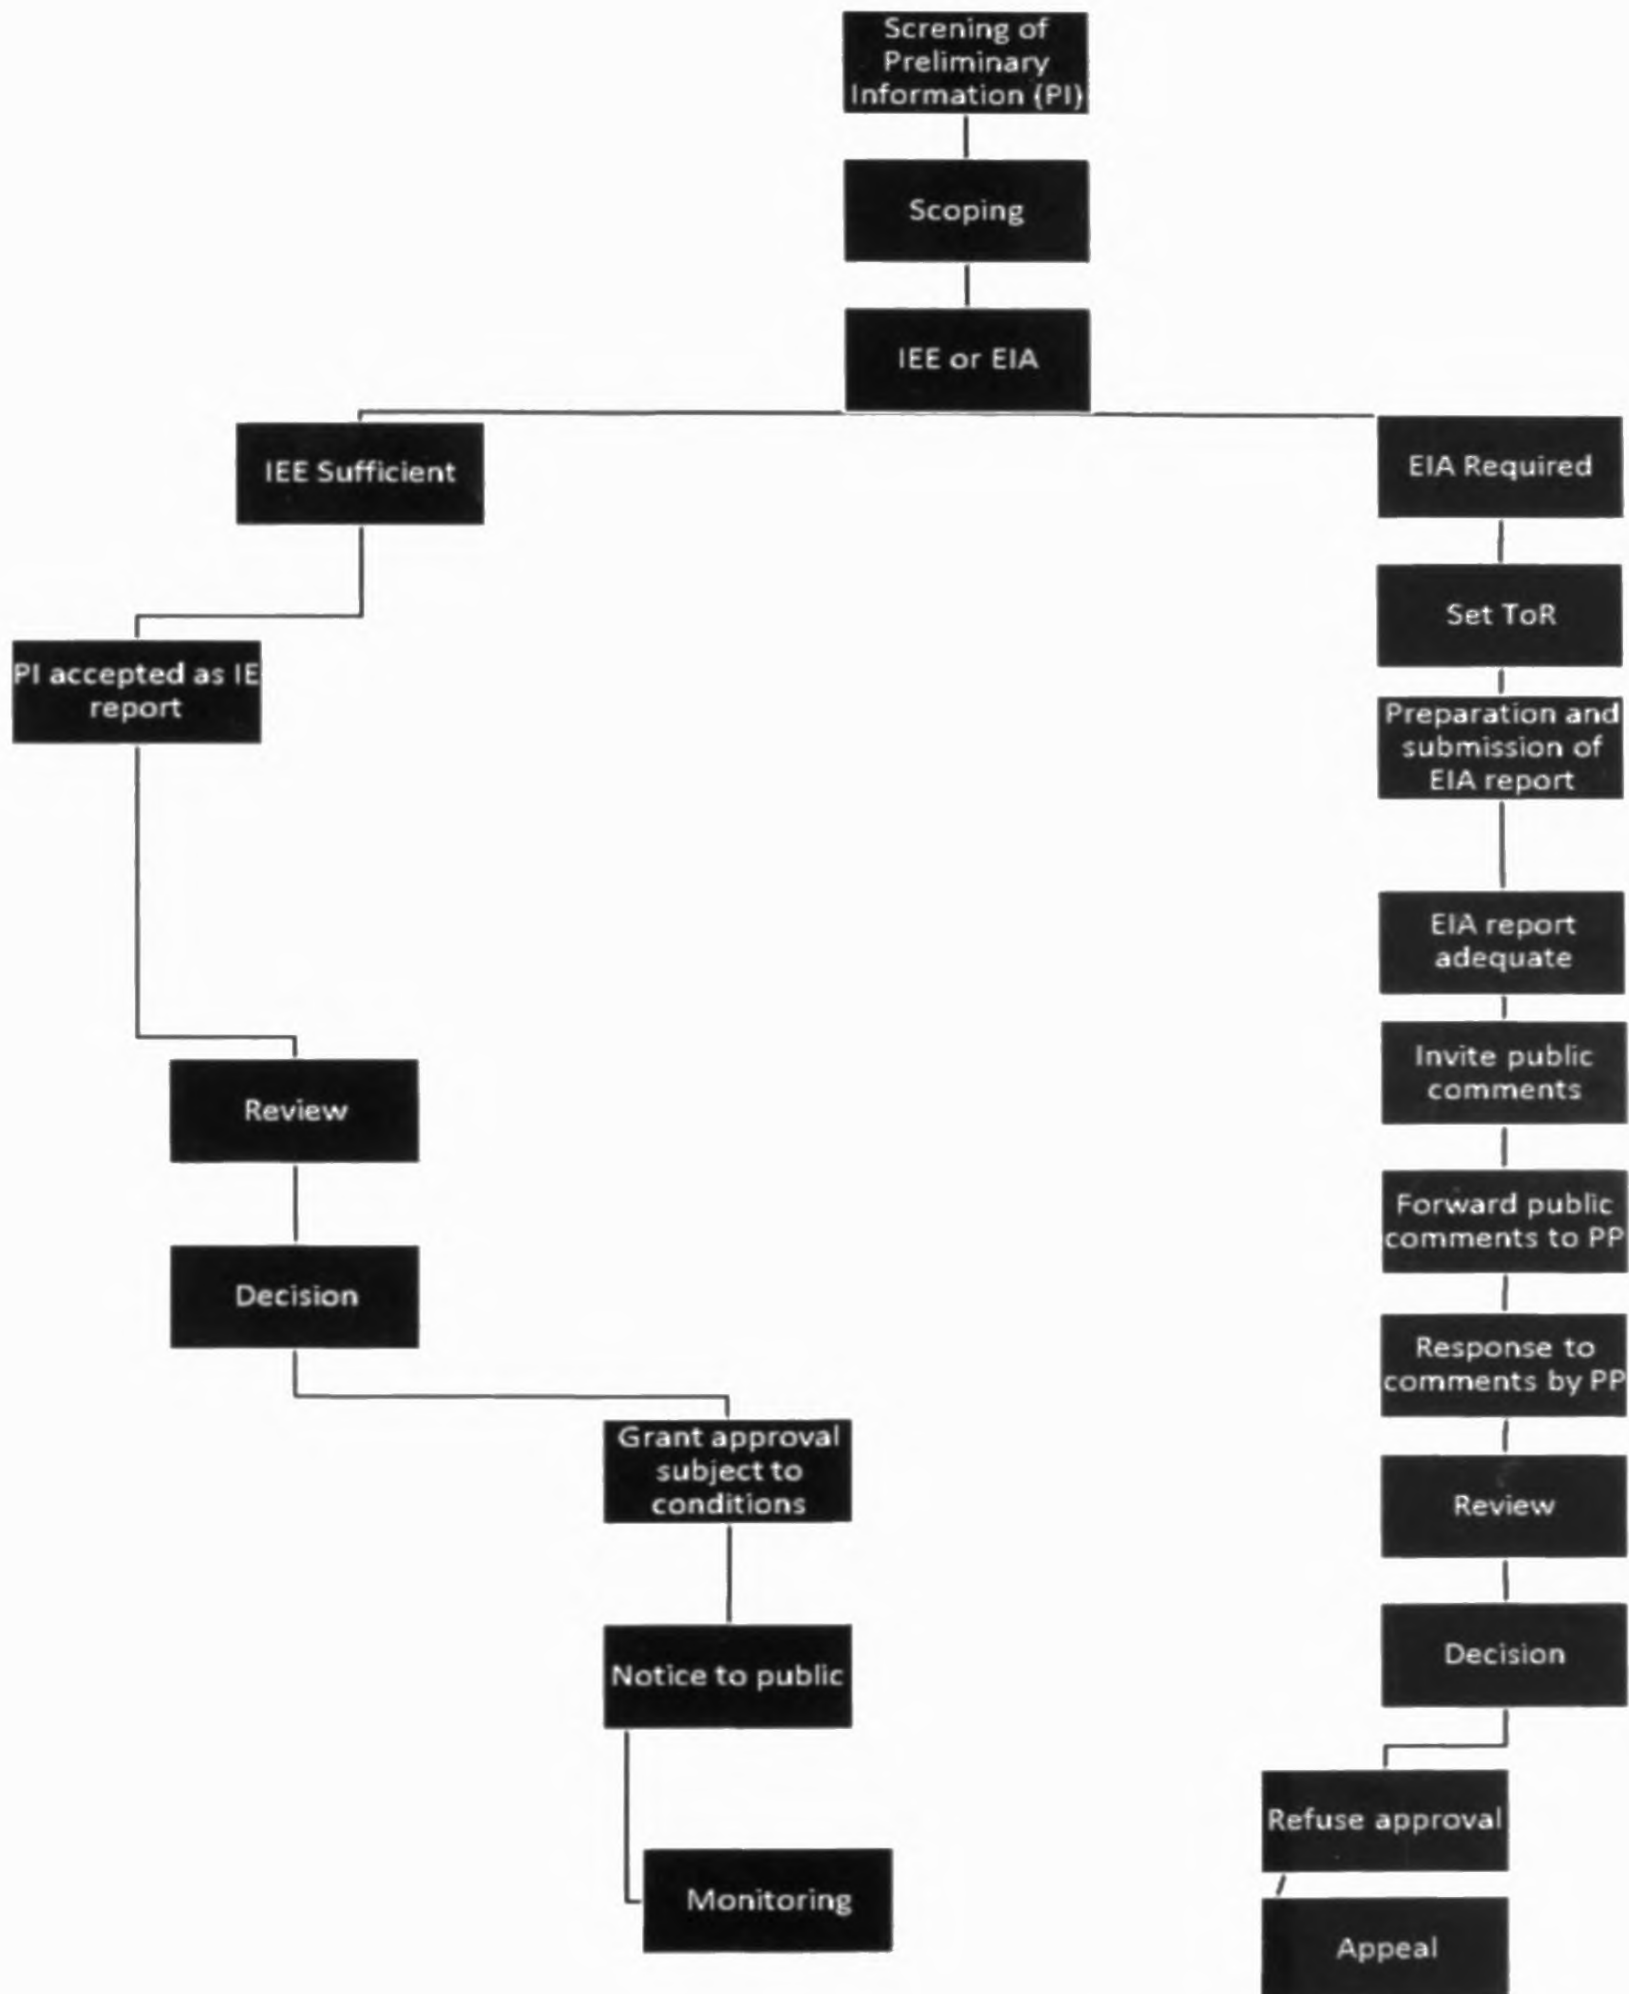 Screning of
Preliminary
Information (PI)
Scoping
IEE or EIA
IEE Sufficient
PI accepted as IE
report
Review
Decision
Grant approval
subject to
conditions
Notice to public
Monitoring
EIA Required
Set ToR
Preparation and
submission of
EIA report
EIA report
adequate
Invite public
comments
Forward public
comments to PP
Response to
comments by PP
Review
Decision
Refuse approval
Appeal